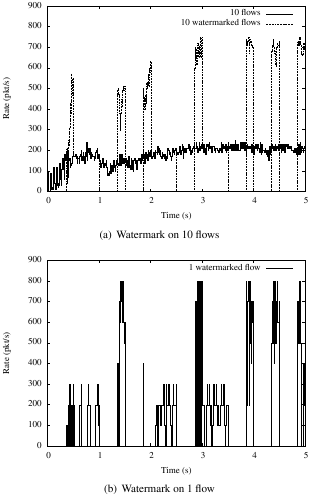 900
800
700
600
500
400
300
200
100
0
Rate (pkt/s)
10 flows
10 watermarked flows
0 1 2 3 4 5
Time (s)
(a) Watermark on 10 flows
900
800
700
600
500
400
300
200
100
0
Rate (pkt/s)
1 watermarked flow
0 1 2 3 4 5
Time (s)
(b) Watermark on 1 flow